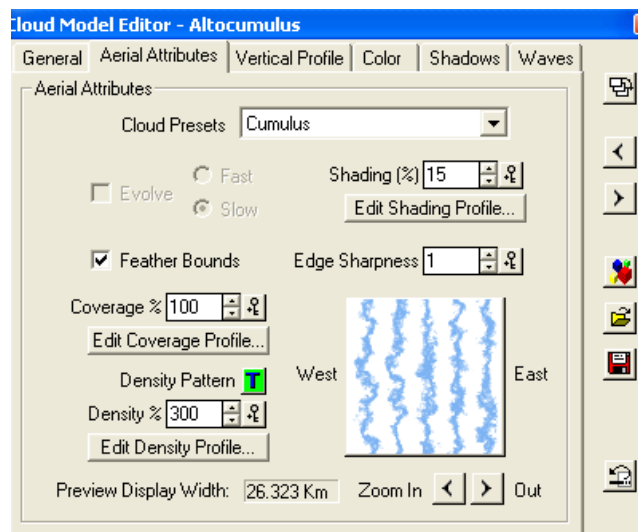 Cloud Model Editor - Altocumulus
General Aerial Attributes Vertical Profile Color Shadows Waves
Aerial Attributes
Cloud Presets Cumulus
Evolve Fast Slow
Shading (%) 15
Edit Shading Profile...
Feather Bounds
Edge Sharpness 1
Coverage % 100
Edit Coverage Profile...
Density Pattern T
Density % 300
Edit Density Profile...
West East
Preview Display Width: 26.323 Km Zoom In Out